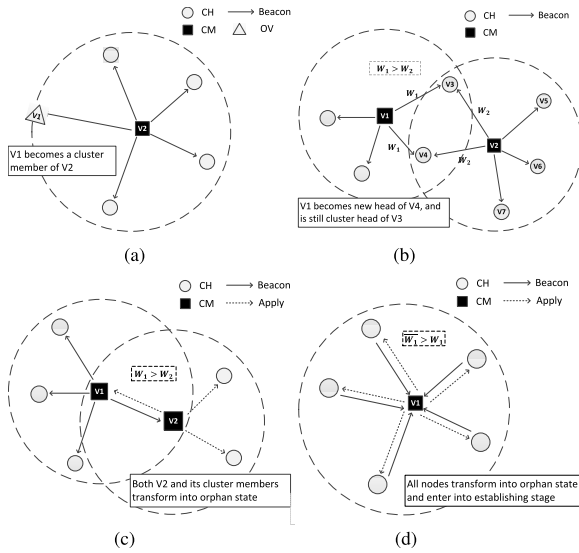 CH Beacon
CM OV
V2
V1
V1 becomes a cluster
member of V2
(a)
CH Beacon
CM
W₁ > W₂
V3
W₁
V5
W₂
V1
V2
W₁
V4
W₂
V6
V7
V1 becomes new head of V4, and
is still cluster head of V3
(b)
CH Beacon
CM Apply
W₁ > W₂
V1
V2
Both V2 and its cluster members
transform into orphan state
(c)
CH Beacon
CM Apply
W̅₁ > W₁
V1
All nodes transform into orphan state
and enter into establishing stage
(d)